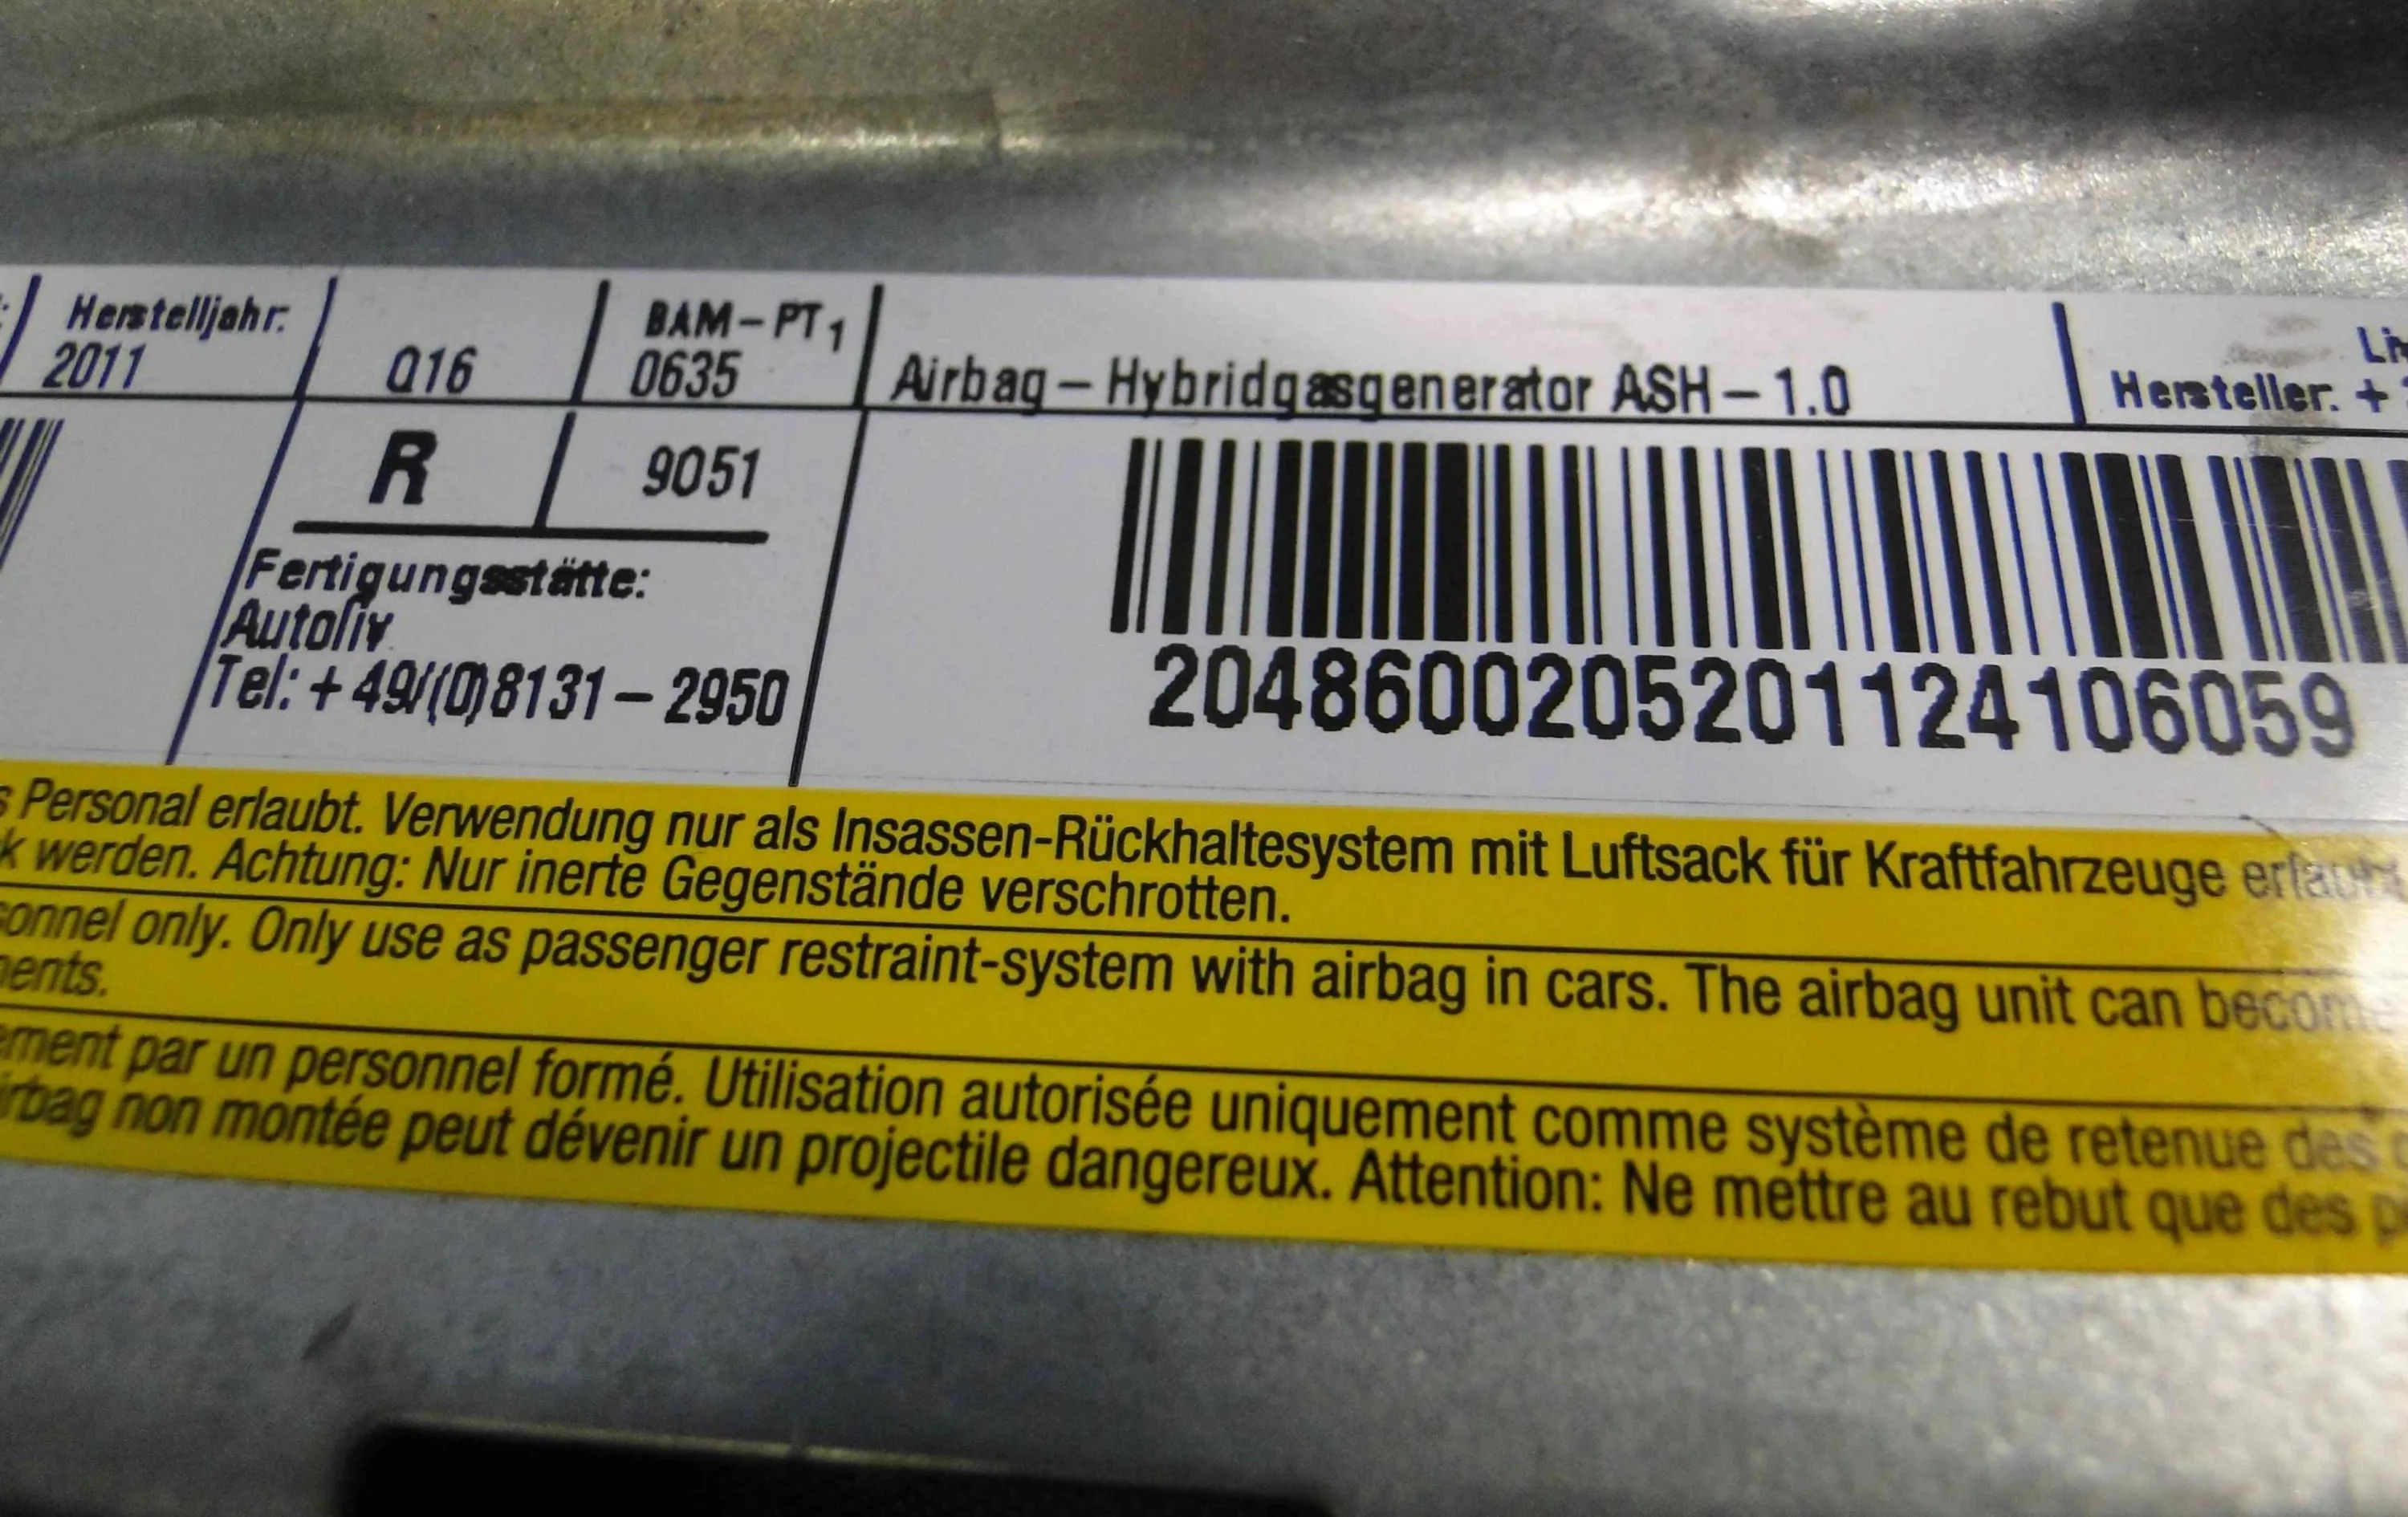 Herstelljahr:
2011
Q16
BAM-PT1
0635
Airbag-Hybridgasgenerator ASH-1.0
Hersteller. +
R
9051
Fertigungsstätte:
Autoliv
Tel: +49/(0)8131-2950
2048600205201124106059
Personal erlaubt. Verwendung nur als Insassen-Rückhaltesystem mit Luftsack für Kraftfahrzeuge erlaubt
werden. Achtung: Nur inerte Gegenstände verschrotten.
only. Only use as passenger restraint-system with airbag in cars. The airbag unit can become
par un personnel formé. Utilisation autorisée uniquement comme système de retenue des
non montée peut dévenir un projectile dangereux. Attention: Ne mettre au rebut que des